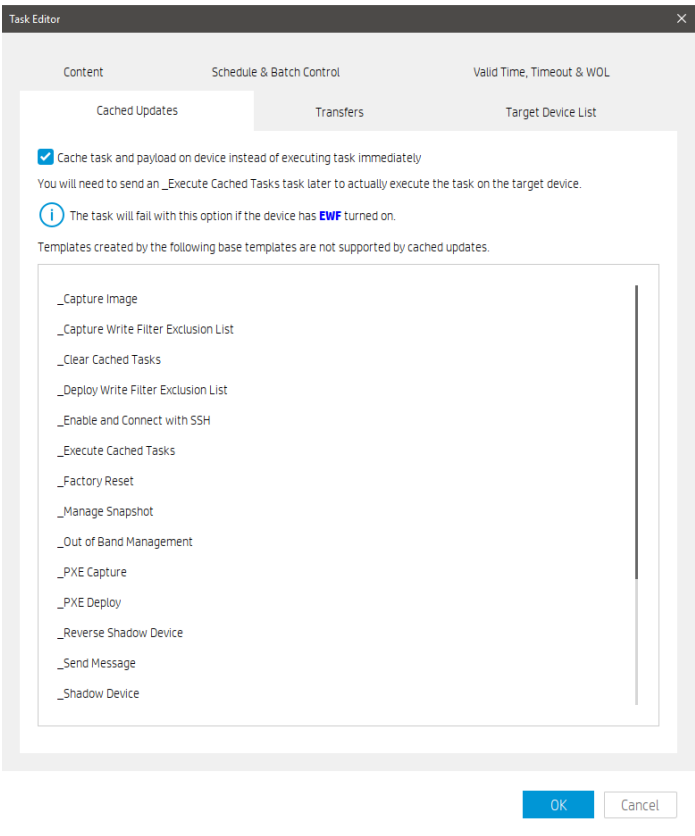 Task Editor
Content
Schedule & Batch Control
Valid Time, Timeout & WOL
Cached Updates
Transfers
Target Device List
Cache task and payload on device instead of executing task immediately
You will need to send an _Execute Cached Tasks task later to actually execute the task on the target device.
The task will fail with this option if the device has EWF turned on.
Templates created by the following base templates are not supported by cached updates.
_Capture Image
_Capture Write Filter Exclusion List
_Clear Cached Tasks
_Deploy Write Filter Exclusion List
_Enable and Connect with SSH
_Execute Cached Tasks
_Factory Reset
_Manage Snapshot
_Out of Band Management
_PXE Capture
_PXE Deploy
_Reverse Shadow Device
_Send Message
_Shadow Device
OK
Cancel